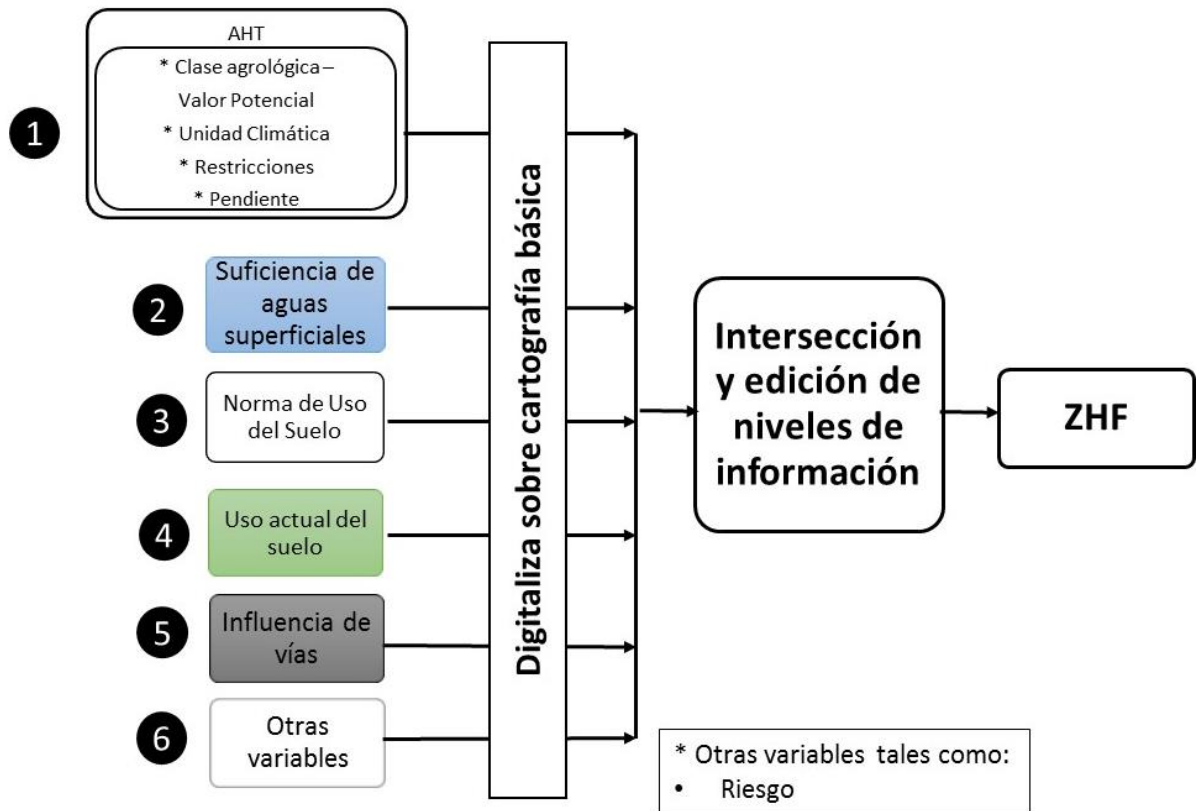 AHT
* Clase agrológica –
Valor Potencial
* Unidad Climática
* Restricciones
* Pendiente
1
2
Suficiencia de
aguas
superficiales
3
Norma de Uso
del Suelo
4
Uso actual del
suelo
5
Influencia de
vías
6
Otras
variables
Digitaliza sobre cartografía básica
Intersección
y edición de
niveles de
información
ZHF
* Otras variables tales como:
• Riesgo